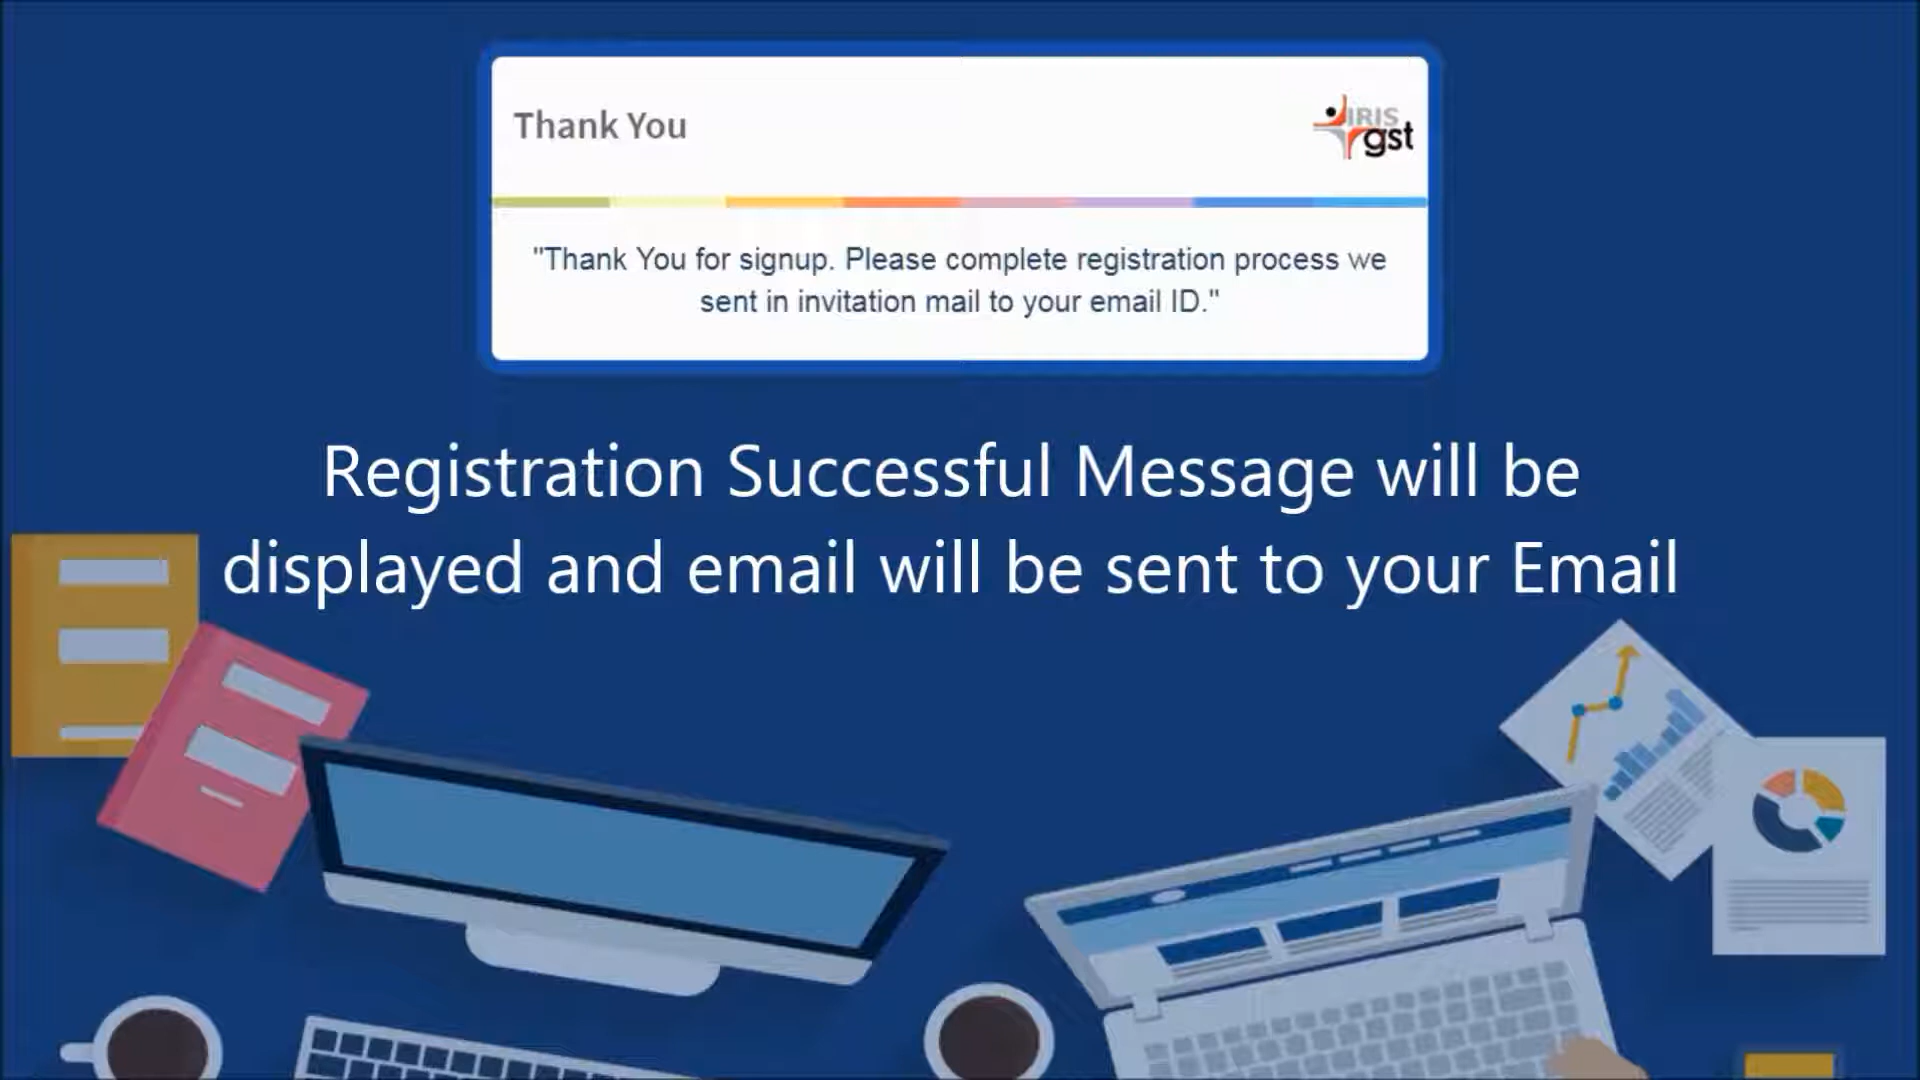 Thank You
IRIS
gst
"Thank You for signup. Please complete registration process we
sent in invitation mail to your email ID."
Registration Successful Message will be
displayed and email will be sent to your Email